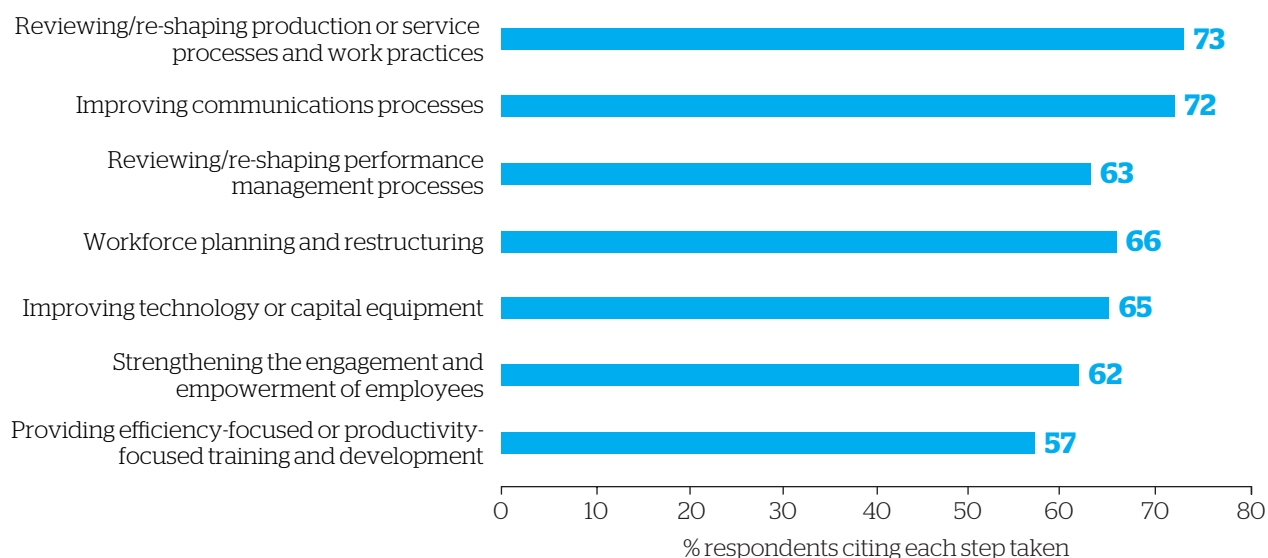 Reviewing/re-shaping production or service
processes and work practices
73
Improving communications processes
72
Reviewing/re-shaping performance
management processes
63
Workforce planning and restructuring
66
Improving technology or capital equipment
65
Strengthening the engagement and
empowerment of employees
62
Providing efficiency-focused or productivity-
focused training and development
57
0 10 20 30 40 50 60 70 80
% respondents citing each step taken